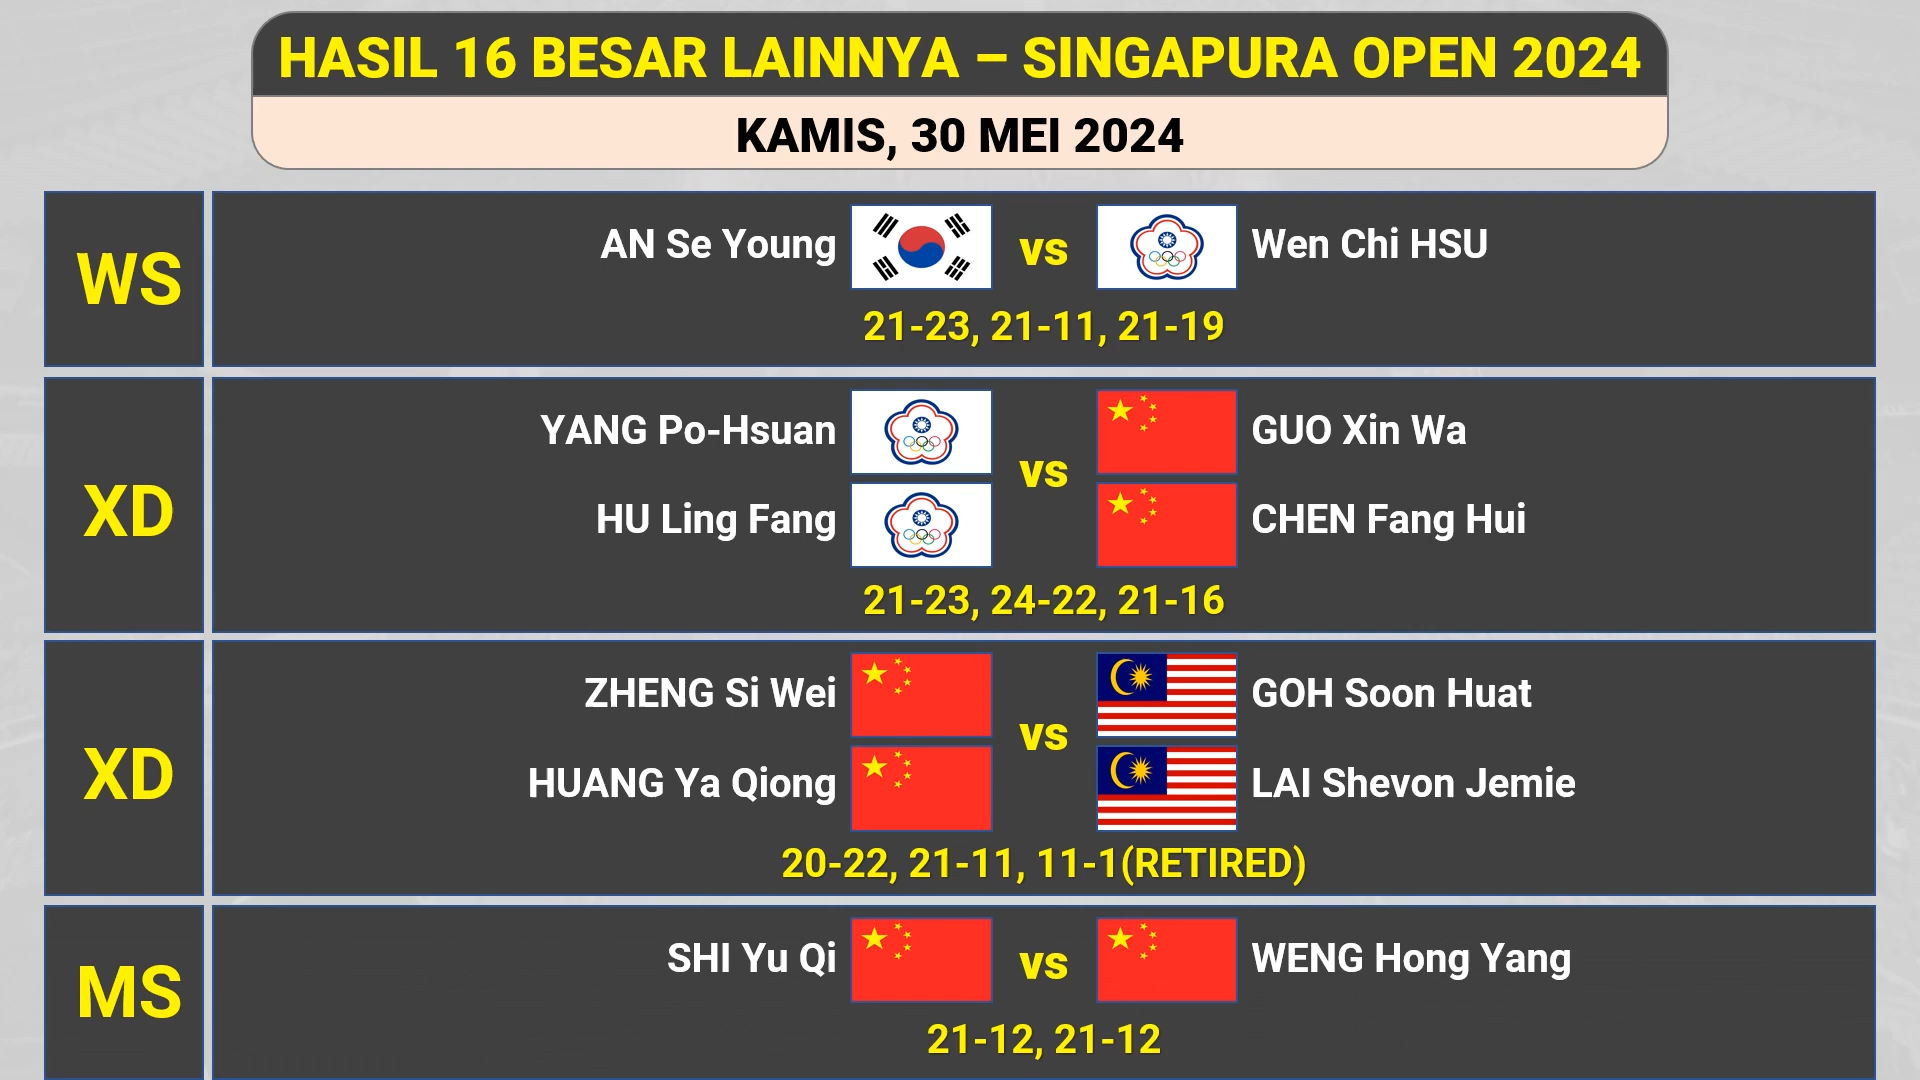 HASIL 16 BESAR LAINNYA – SINGAPURA OPEN 2024
KAMIS, 30 MEI 2024
WS
AN Se Young vs Wen Chi HSU
21-23, 21-11, 21-19
XD
YANG Po-Hsuan vs GUO Xin Wa
HU Ling Fang CHEN Fang Hui
21-23, 24-22, 21-16
XD
ZHENG Si Wei vs GOH Soon Huat
HUANG Ya Qiong LAI Shevon Jemie
20-22, 21-11, 11-1(RETIRED)
MS
SHI Yu Qi vs WENG Hong Yang
21-12, 21-12